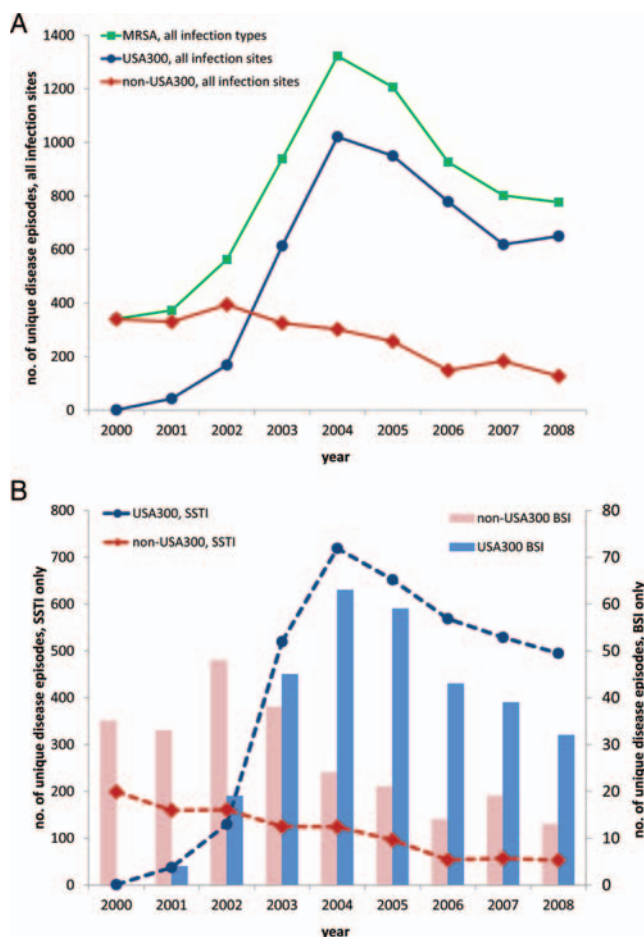 A
MRSA, all infection types
USA300, all infection sites
non-USA300, all infection sites
no. of unique disease episodes, all infection sites
1400
1200
1000
800
600
400
200
0
2000 2001 2002 2003 2004 2005 2006 2007 2008
year
B
USA300, SSTI
non-USA300, SSTI
non-USA300 BSI
USA300 BSI
no. of unique disease episodes, SSTI only
800
700
600
500
400
300
200
100
0
80
70
60
50
40
30
20
10
0
no. of unique disease episodes, BSI only
2000 2001 2002 2003 2004 2005 2006 2007 2008
year